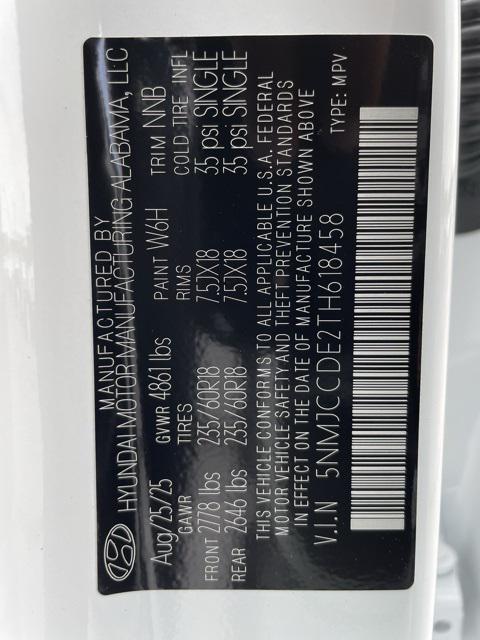 MANUFACTURED BY
HYUNDAI MOTOR MANUFACTURING ALABAMA, LLC
Aug/25/25 GVWR 4861 lbs PAINT W6H TRIM NNB
GAWR TIRES RIMS COLD TIRE INFL
FRONT 2778 lbs 235/60R18 7.5JX18 35 psi SINGLE
REAR 2646 lbs 235/60R18 7.5JX18 35 psi SINGLE
THIS VEHICLE CONFORMS TO ALL APPLICABLE U.S.A. FEDERAL
MOTOR VEHICLE SAFETY AND THEFT PREVENTION STANDARDS
IN EFFECT ON THE DATE OF MANUFACTURE SHOWN ABOVE
V.I.N 5NMJCCDE2TH618458 TYPE: MPV